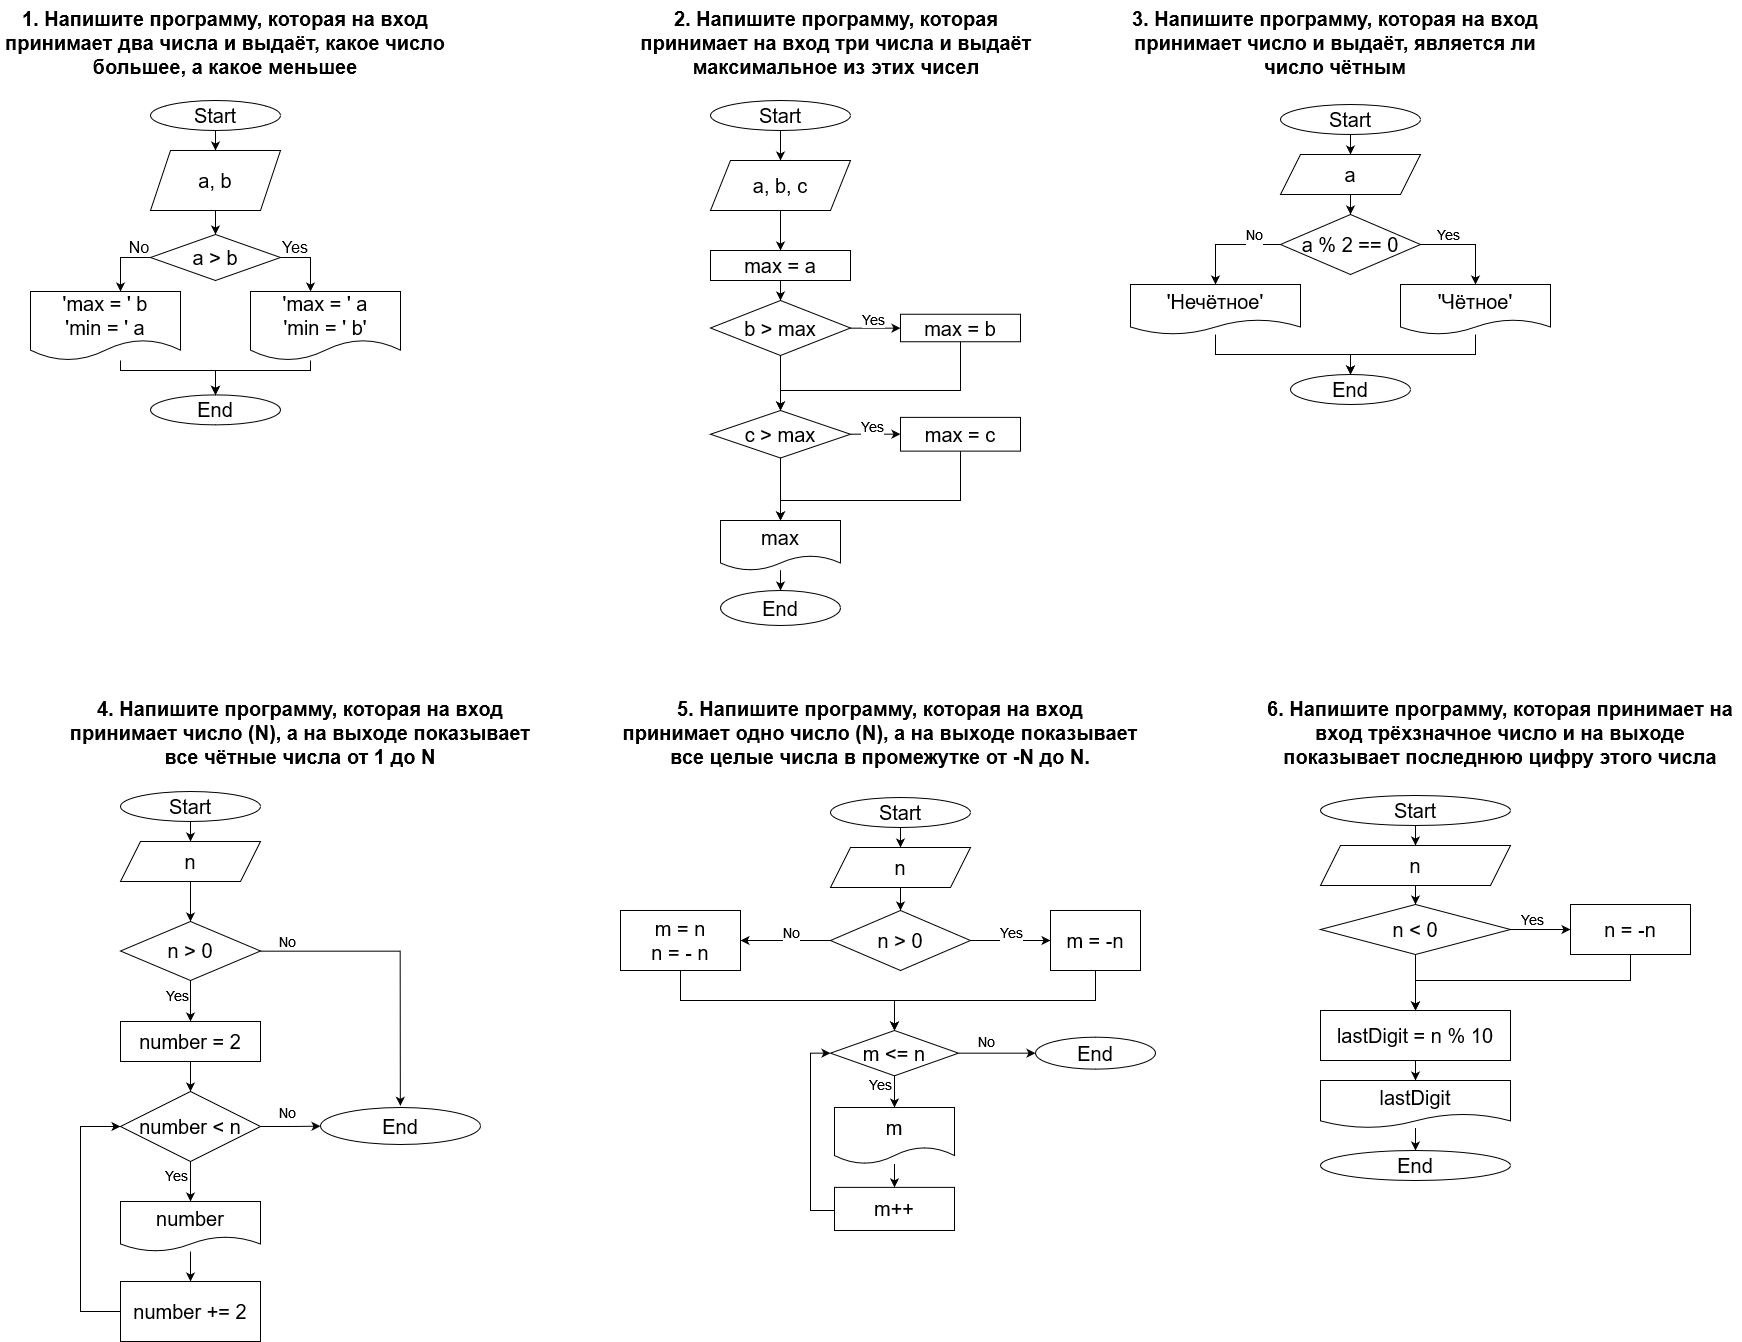 1. Напишите программу, которая на вход
принимает два числа и выдаёт, какое число
большее, а какое меньшее
Start
a, b
No
Yes
a > b
'max = ' b
'min = ' a
'max = ' a
'min = ' b'
End
2. Напишите программу, которая
принимает на вход три числа и выдаёт
максимальное из этих чисел
Start
a, b, c
max = a
b > max
Yes
max = b
c > max
Yes
max = c
max
End
3. Напишите программу, которая на вход
принимает число и выдаёт, является ли
число чётным
Start
a
No
a % 2 == 0
Yes
'Нечётное'
'Чётное'
End
4. Напишите программу, которая на вход
принимает число (N), а на выходе показывает
все чётные числа от 1 до N
Start
n
n > 0
No
Yes
number = 2
number < n
No
End
Yes
number
number += 2
5. Напишите программу, которая на вход
принимает одно число (N), а на выходе показывает
все целые числа в промежутке от -N до N.
Start
n
m = n
n = - n
No
n > 0
Yes
m = -n
m <= n
No
End
Yes
m
m++
6. Напишите программу, которая принимает на
вход трёхзначное число и на выходе
показывает последнюю цифру этого числа
Start
n
n < 0
Yes
n = -n
lastDigit = n % 10
lastDigit
End